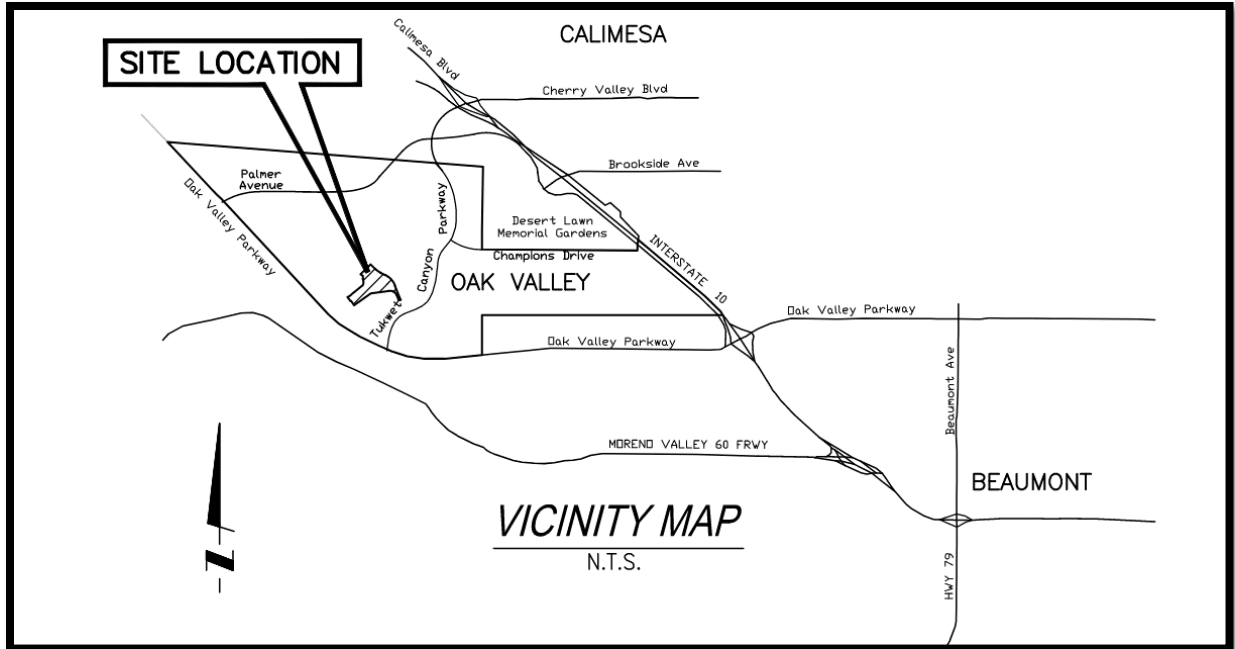 CALIMESA
Calimesa Blvd
SITE LOCATION
Cherry Valley Blvd
Brookside Ave
Palmer
Avenue
Oak Valley Parkway
Desert Lawn
Memorial Gardens
Champions Drive
INTERSTATE 10
Tukwet Canyon Parkway
OAK VALLEY
Oak Valley Parkway
Oak Valley Parkway
Beaumont Ave
MORENO VALLEY 60 FRWY
BEAUMONT
VICINITY MAP
N.T.S.
N
HWY 79